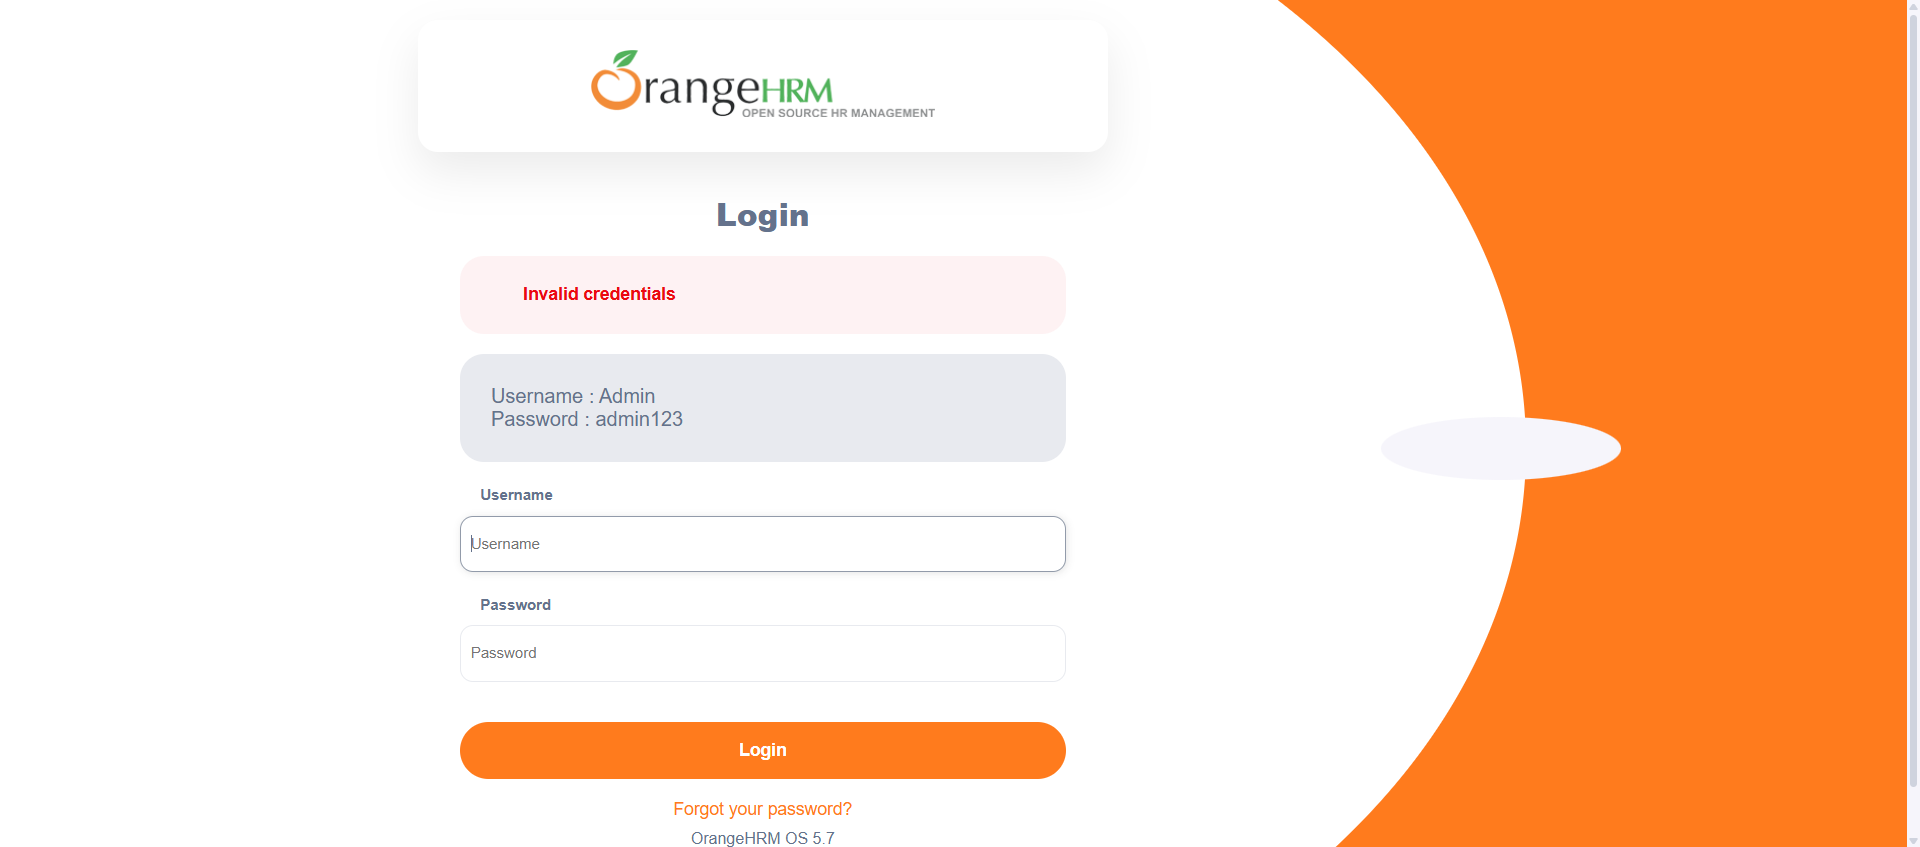 OrangeHRM
OPEN SOURCE HR MANAGEMENT
Login
Invalid credentials
Username : Admin
Password : admin123
Username
Username
Password
Password
Login
Forgot your password?
OrangeHRM OS 5.7